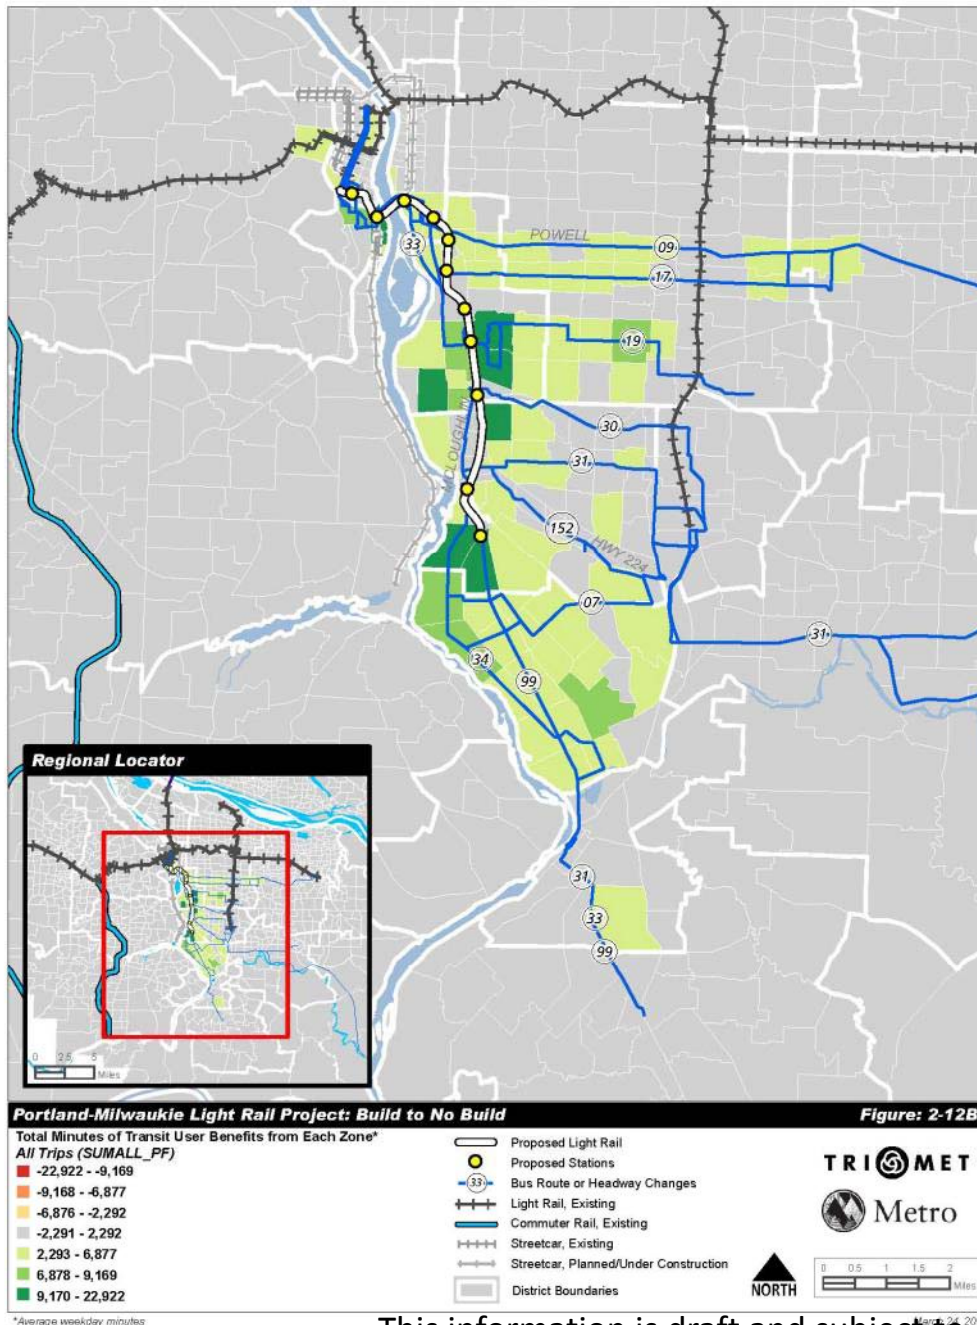 POWELL
09
33
17
19
MCLOUGHLIN
30
31
152
HWY 224
07
31
34
99
Regional Locator
31
33
99
0 2.5 5
Miles
Portland-Milwaukie Light Rail Project: Build to No Build Figure: 2-12B
Total Minutes of Transit User Benefits from Each Zone*
All Trips (SUMALL_PF)
-22,922 - -9,169
-9,168 - -6,877
-6,876 - -2,292
-2,291 - 2,292
2,293 - 6,877
6,878 - 9,169
9,170 - 22,922
Proposed Light Rail
Proposed Stations
33 Bus Route or Headway Changes
Light Rail, Existing
Commuter Rail, Existing
Streetcar, Existing
Streetcar, Planned/Under Construction
District Boundaries
TRIMET
Metro
NORTH
0 0.5 1 1.5 2
Miles
*Average weekday minutes
This information is draft and subject to